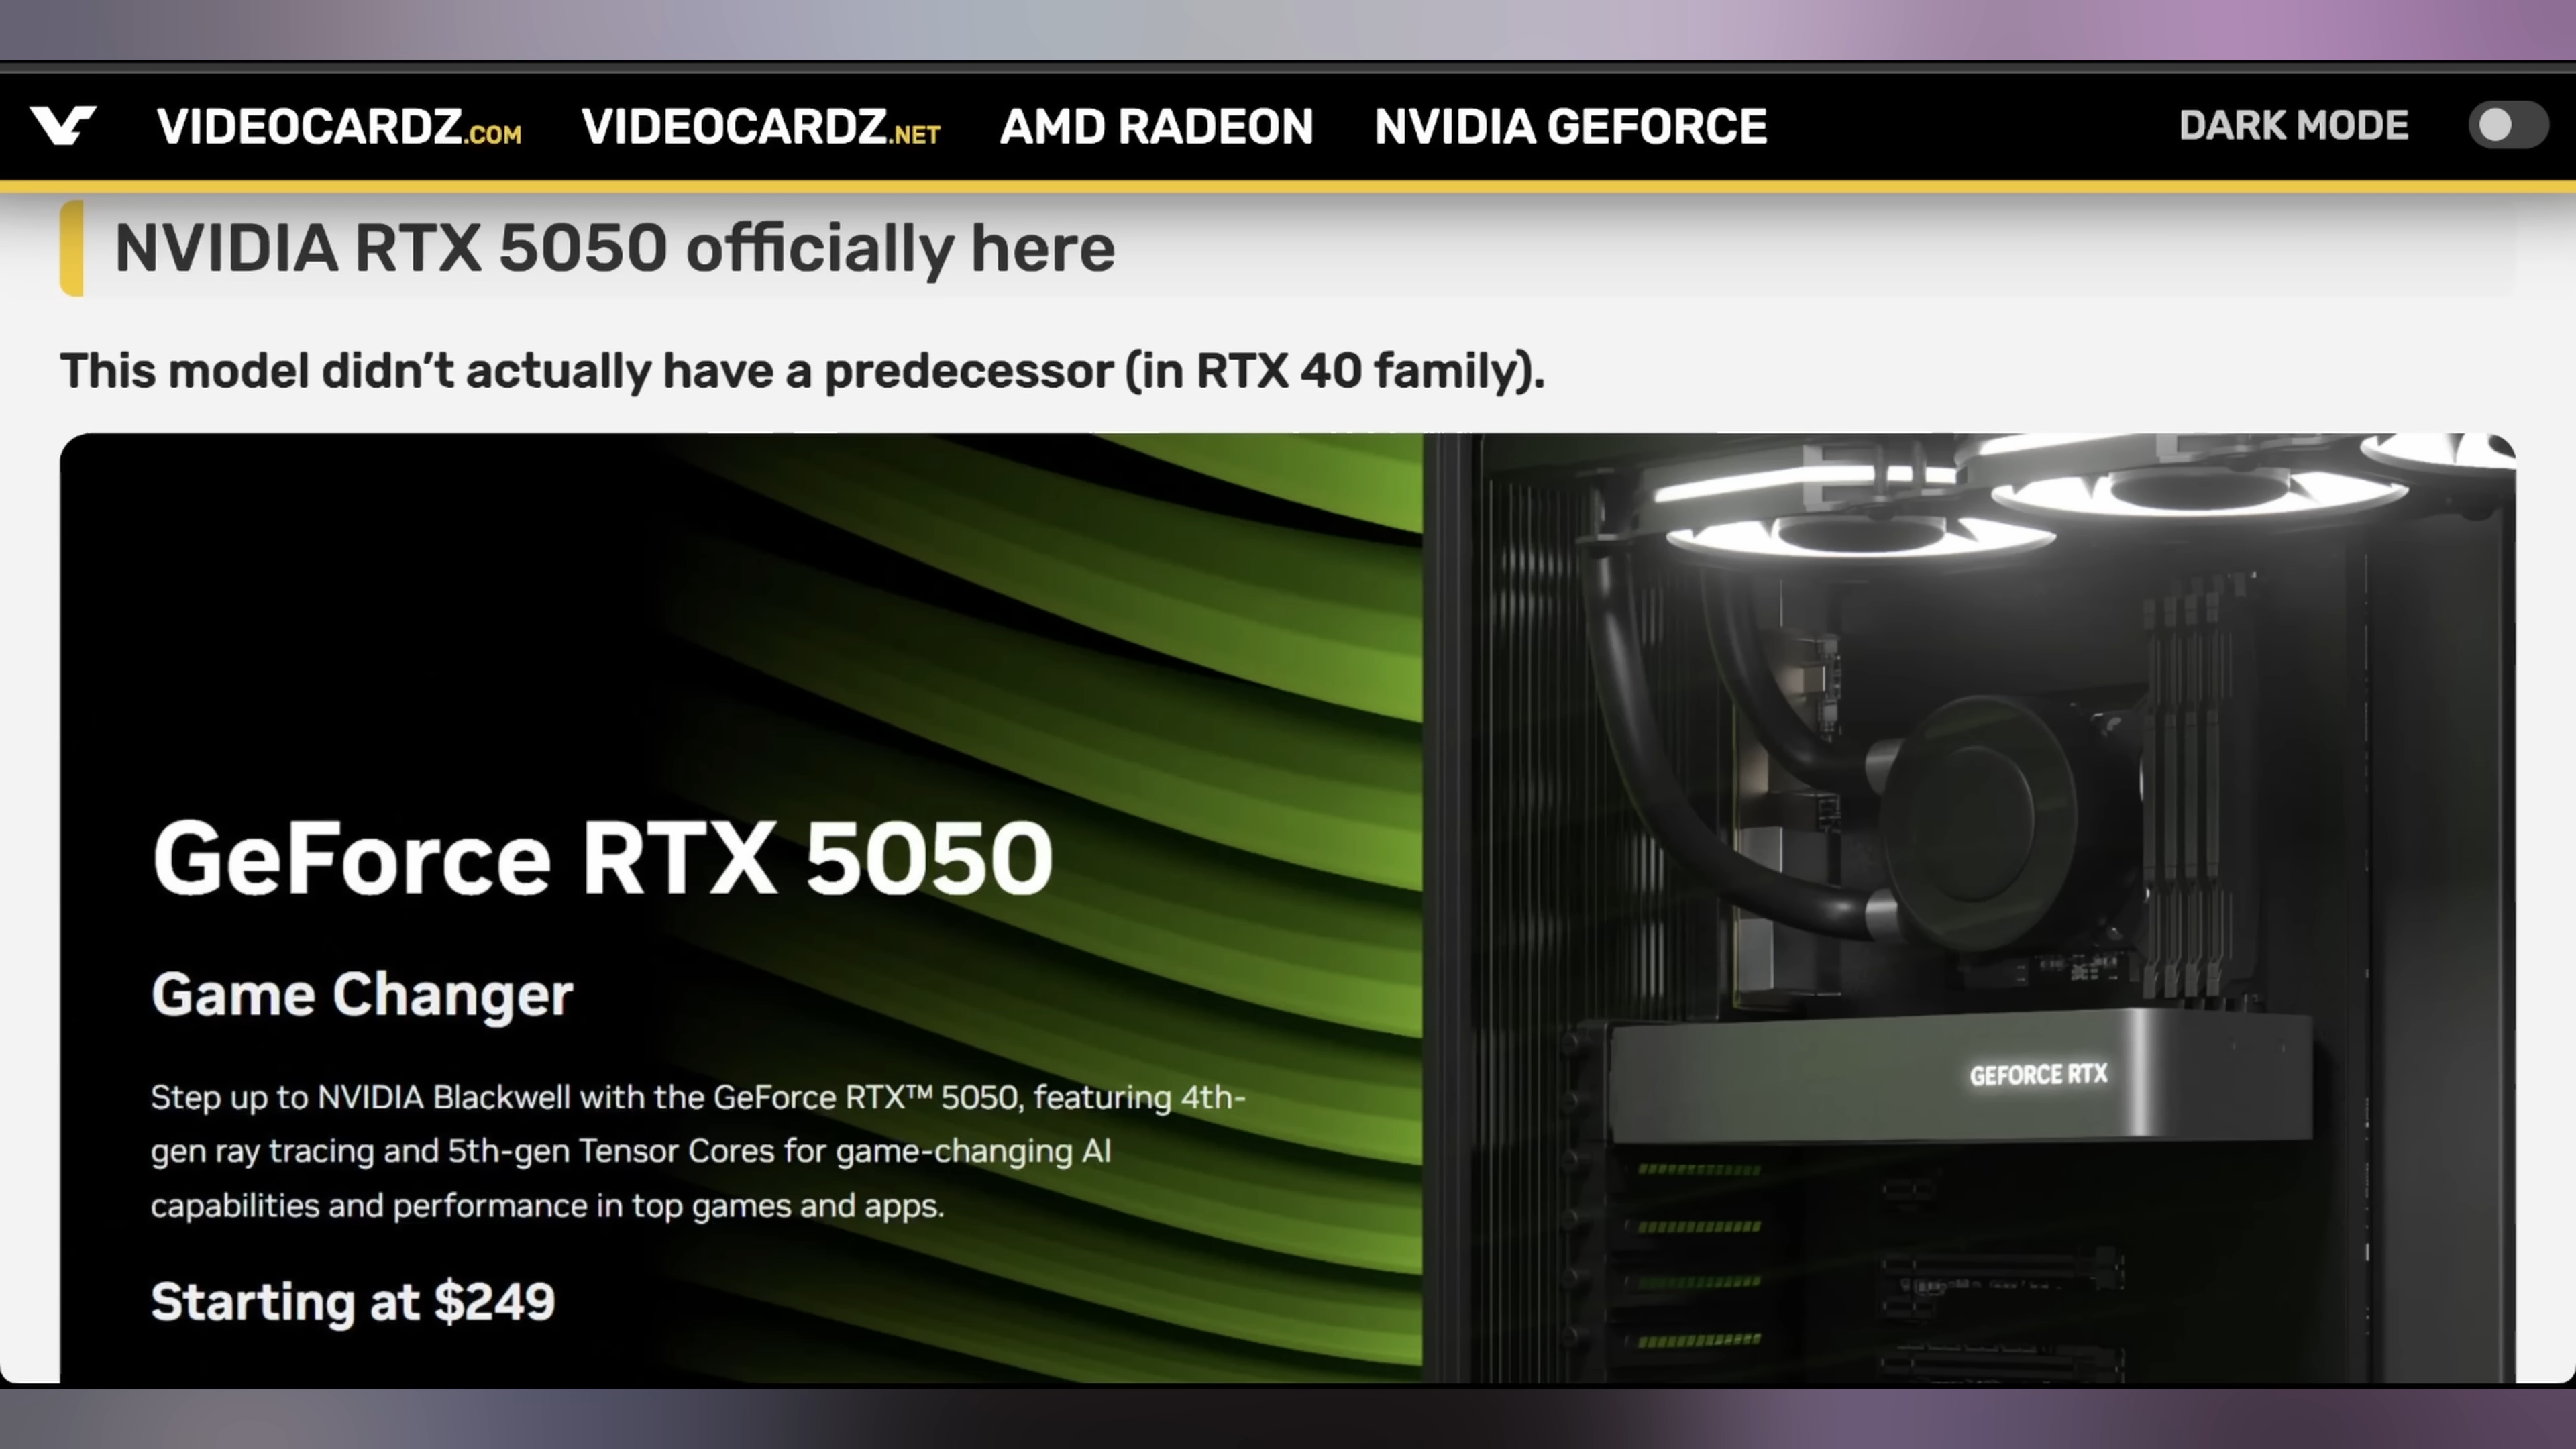 VIDEOCARDZ.COM VIDEOCARDZ.NET AMD RADEON NVIDIA GEFORCE DARK MODE
NVIDIA RTX 5050 officially here
This model didn’t actually have a predecessor (in RTX 40 family).
GeForce RTX 5050
Game Changer
Step up to NVIDIA Blackwell with the GeForce RTX™ 5050, featuring 4th-
gen ray tracing and 5th-gen Tensor Cores for game-changing AI
capabilities and performance in top games and apps.
Starting at $249
GEFORCE RTX